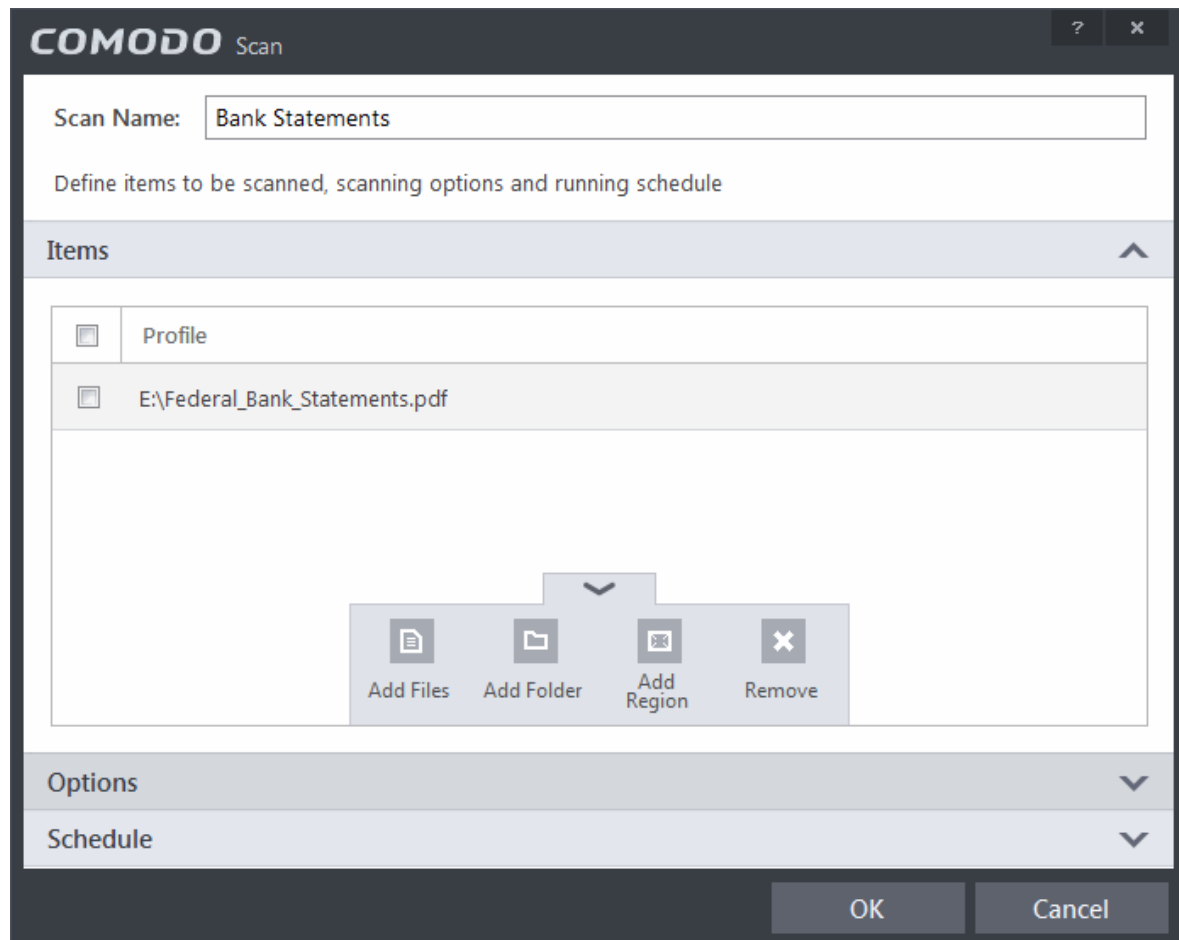 COMODO Scan
? ×
Scan Name: Bank Statements
Define items to be scanned, scanning options and running schedule
Items
Profile
E:\Federal_Bank_Statements.pdf
Add Files Add Folder Add Region Remove
Options
Schedule
OK Cancel